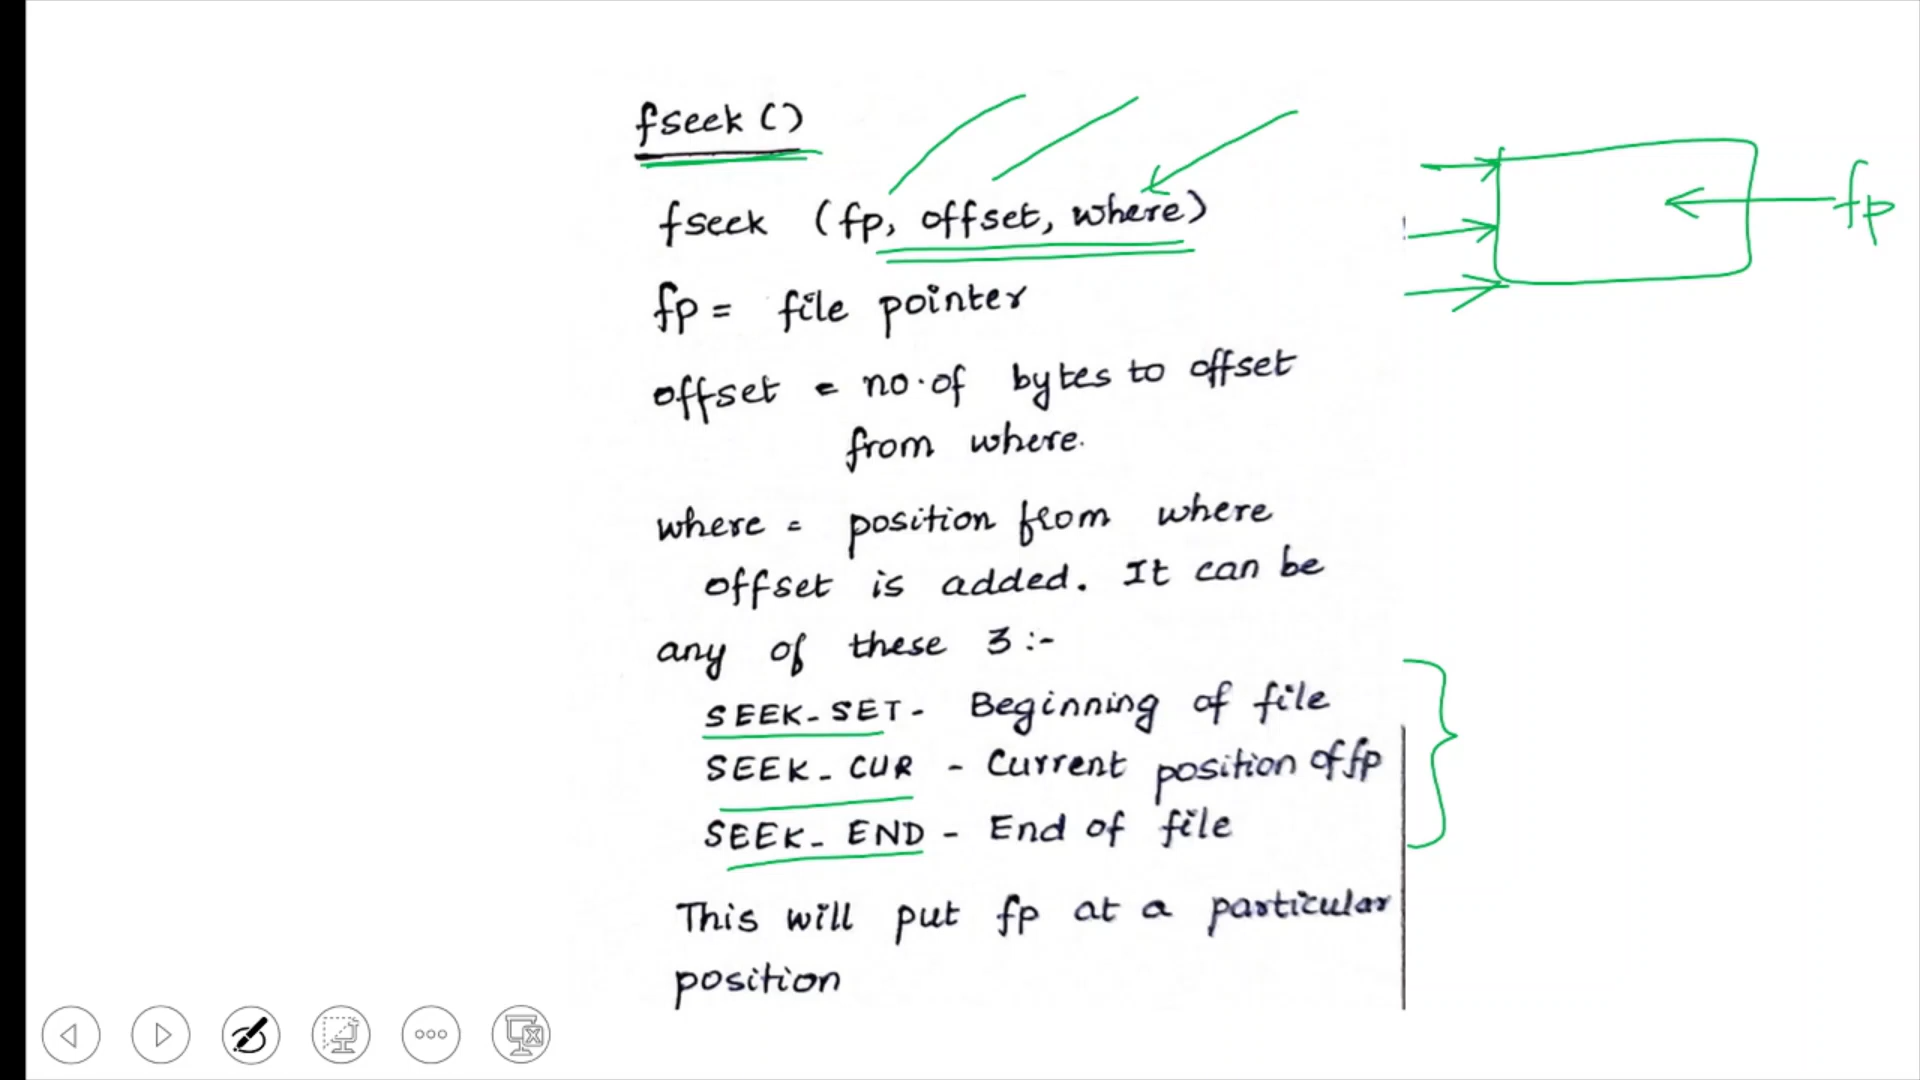 fseek ()
fseek (fp, offset, where)
fp
fp = file pointer
offset = no. of bytes to offset
from where.
where = position from where
offset is added. It can be
any of these 3 :-
SEEK_SET - Beginning of file
SEEK_CUR - Current position of fp
SEEK_END - End of file
This will put fp at a particular
position